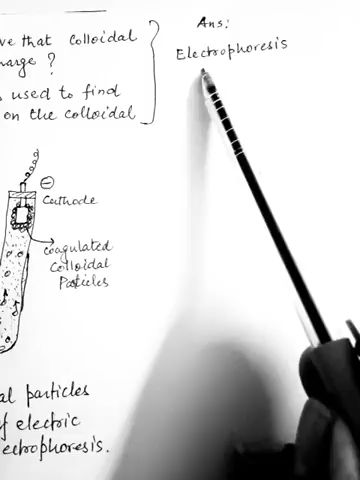 ve that colloidal
harge ?
s used to find
on the colloidal
Ans:
Electrophoresis
⊖
Cathode
Coagulated
Colloidal
Particles
al particles
f electric
ectrophoresis.